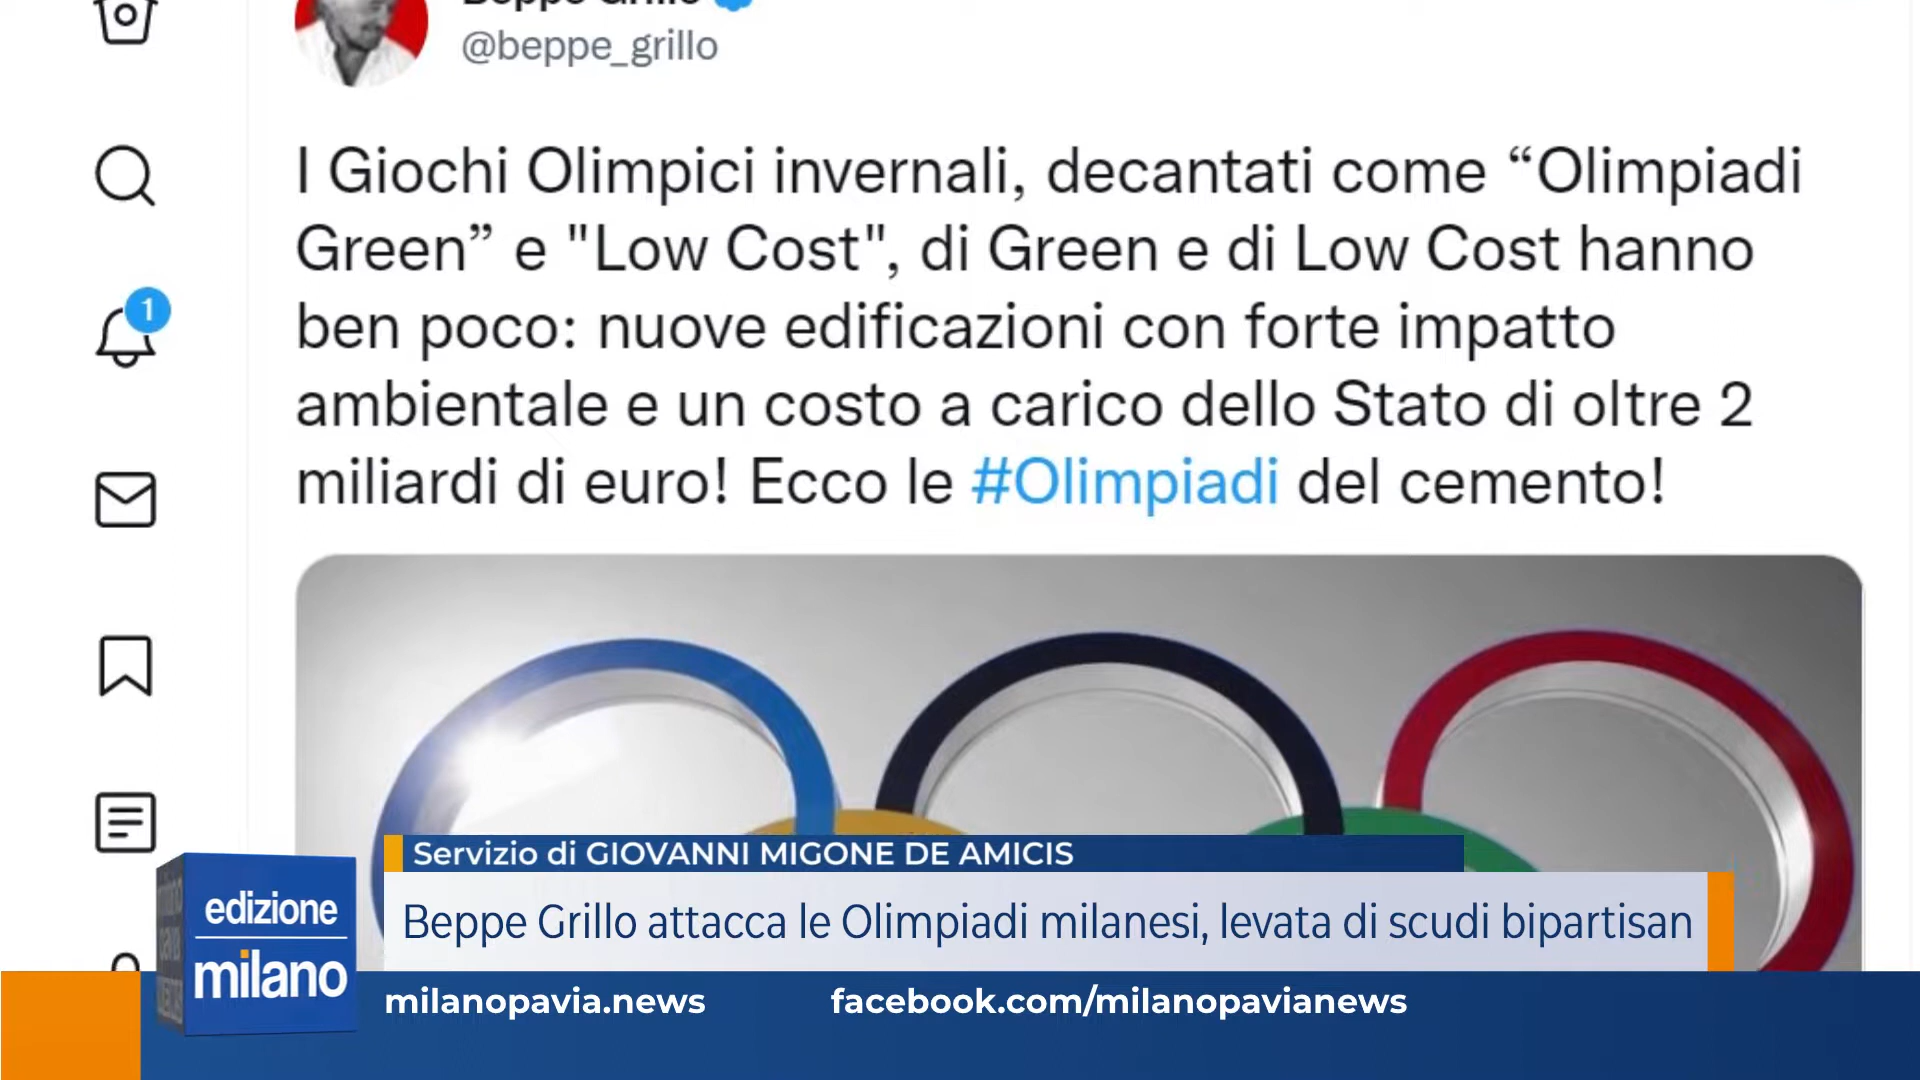 Beppe Grillo
@beppe_grillo
I Giochi Olimpici invernali, decantati come “Olimpiadi
Green” e "Low Cost", di Green e di Low Cost hanno
ben poco: nuove edificazioni con forte impatto
ambientale e un costo a carico dello Stato di oltre 2
miliardi di euro! Ecco le #Olimpiadi del cemento!
1
Servizio di GIOVANNI MIGONE DE AMICIS
Beppe Grillo attacca le Olimpiadi milanesi, levata di scudi bipartisan
edizione
milano
milanopavia.news facebook.com/milanopavianews